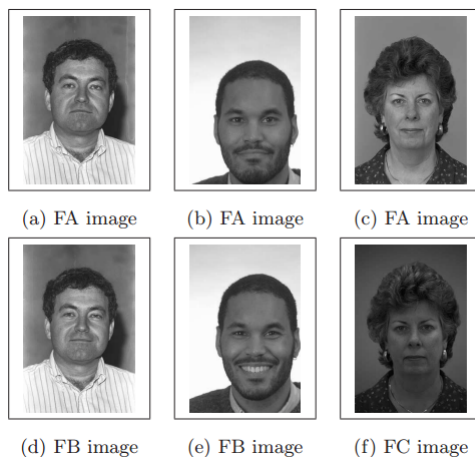 (a) FA image
(b) FA image
(c) FA image
(d) FB image
(e) FB image
(f) FC image